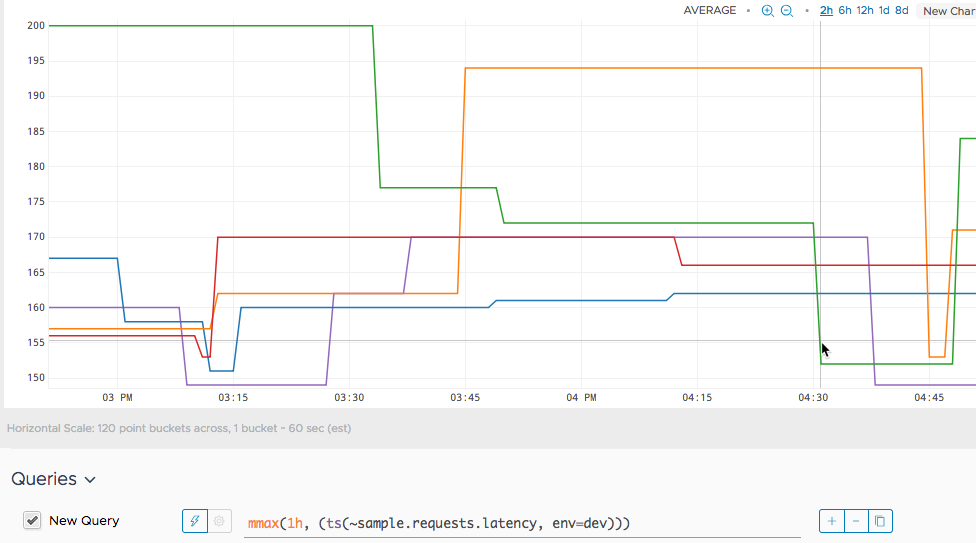 AVERAGE • • 2h 6h 12h 1d 8d New Char
200
195
190
185
180
175
170
165
160
155
150
03 PM 03:15 03:30 03:45 04 PM 04:15 04:30 04:45
Horizontal Scale: 120 point buckets across, 1 bucket ~ 60 sec (est)
Queries
New Query mmax(1h, (ts(~sample.requests.latency, env=dev)))